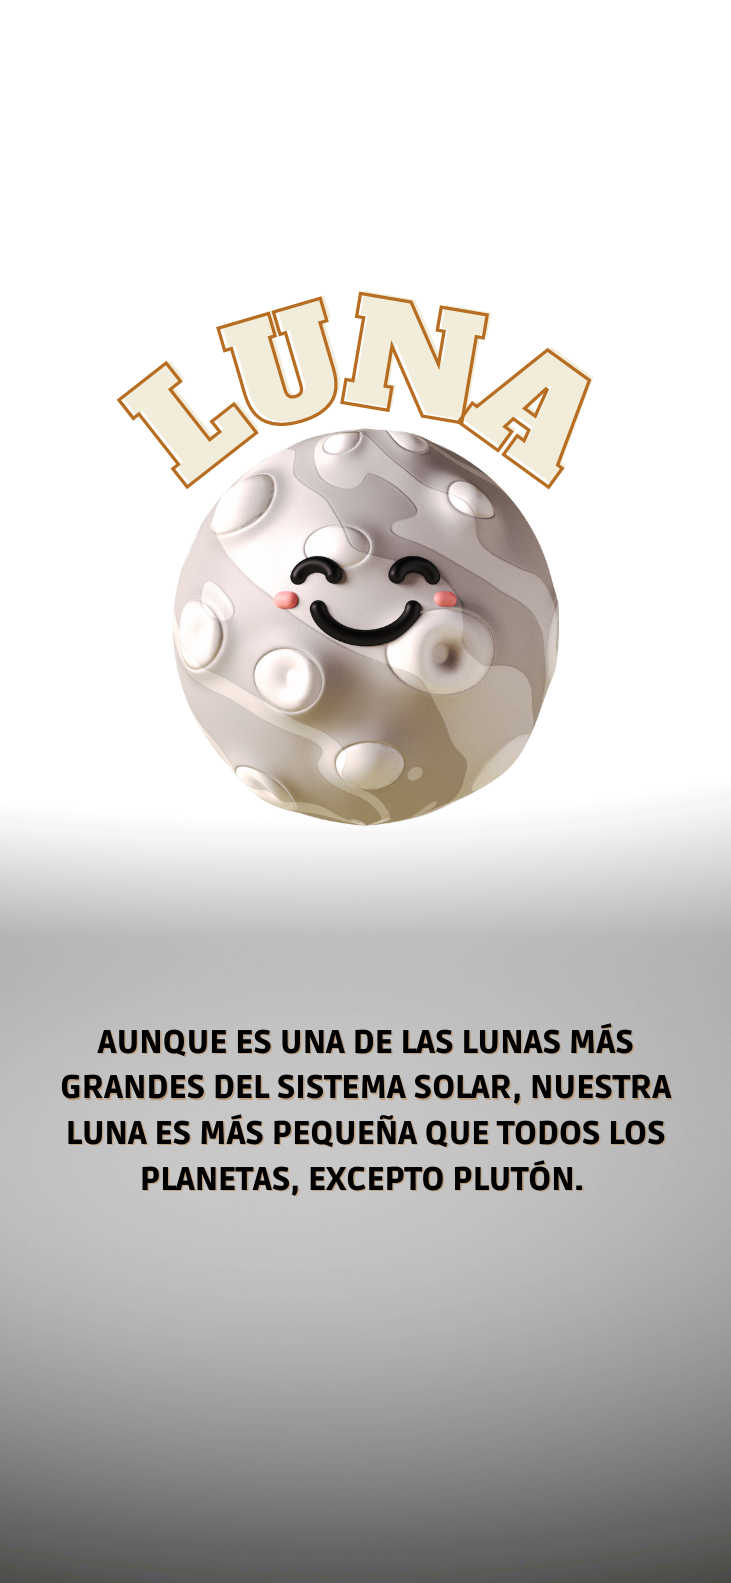 LUNA
AUNQUE ES UNA DE LAS LUNAS MÁS
GRANDES DEL SISTEMA SOLAR, NUESTRA
LUNA ES MÁS PEQUEÑA QUE TODOS LOS
PLANETAS, EXCEPTO PLUTÓN.